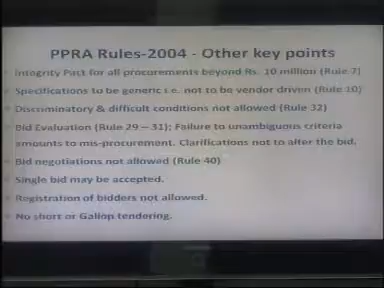 PPRA Rules-2004 - Other key points
Integrity Pact for all procurements beyond Rs. 10 million (Rule 7)
Specifications to be generic i.e. not to be vendor driven (Rule 10)
Discriminatory & difficult conditions not allowed (Rule 32)
Bid Evaluation (Rule 29 – 31); Failure to unambiguous criteria
amounts to mis-procurement. Clarifications not to alter the bid.
Bid negotiations not allowed (Rule 40)
Single bid may be accepted.
Registration of bidders not allowed.
No short or Gallop tendering.